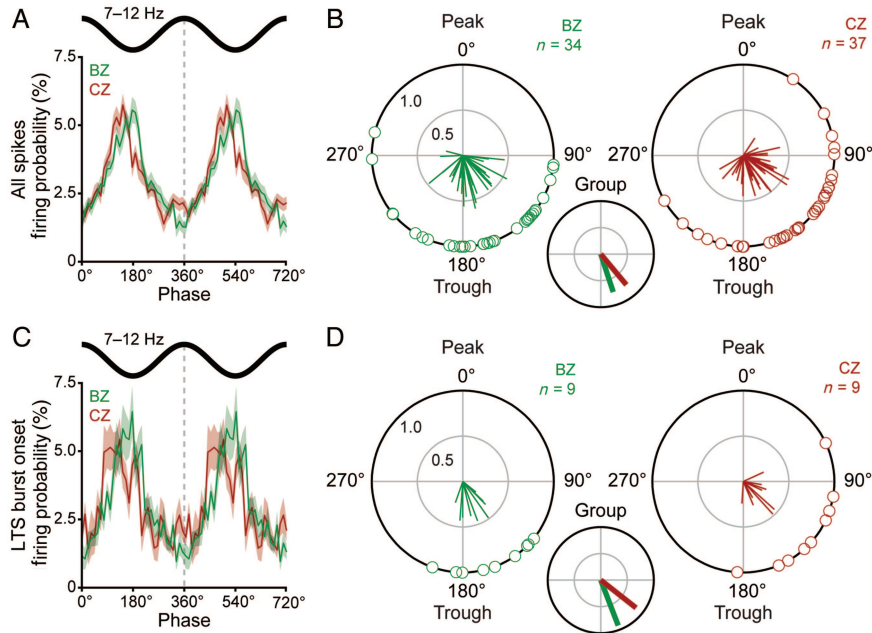 A
7–12 Hz
BZ
CZ
All spikes
firing probability (%)
7.5
5.0
2.5
0
0° 180° 360° 540° 720°
Phase
B
Peak
0°
BZ
n = 34
1.0
0.5
270°
90°
180°
Trough
Group
Peak
0°
CZ
n = 37
270°
90°
180°
Trough
C
7–12 Hz
BZ
CZ
LTS burst onset
firing probability (%)
7.5
5.0
2.5
0
0° 180° 360° 540° 720°
Phase
D
Peak
0°
BZ
n = 9
1.0
0.5
270°
90°
180°
Trough
Group
Peak
0°
CZ
n = 9
270°
90°
180°
Trough